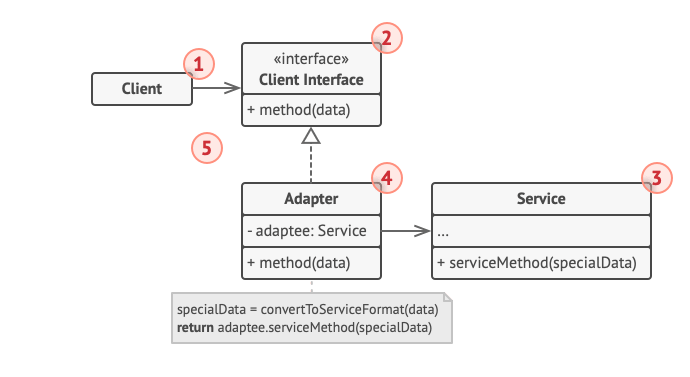 1
2
«interface»
Client Interface
Client
+ method(data)
5
4
3
Adapter
Service
- adaptee: Service
...
+ method(data)
+ serviceMethod(specialData)
specialData = convertToServiceFormat(data)
return adaptee.serviceMethod(specialData)